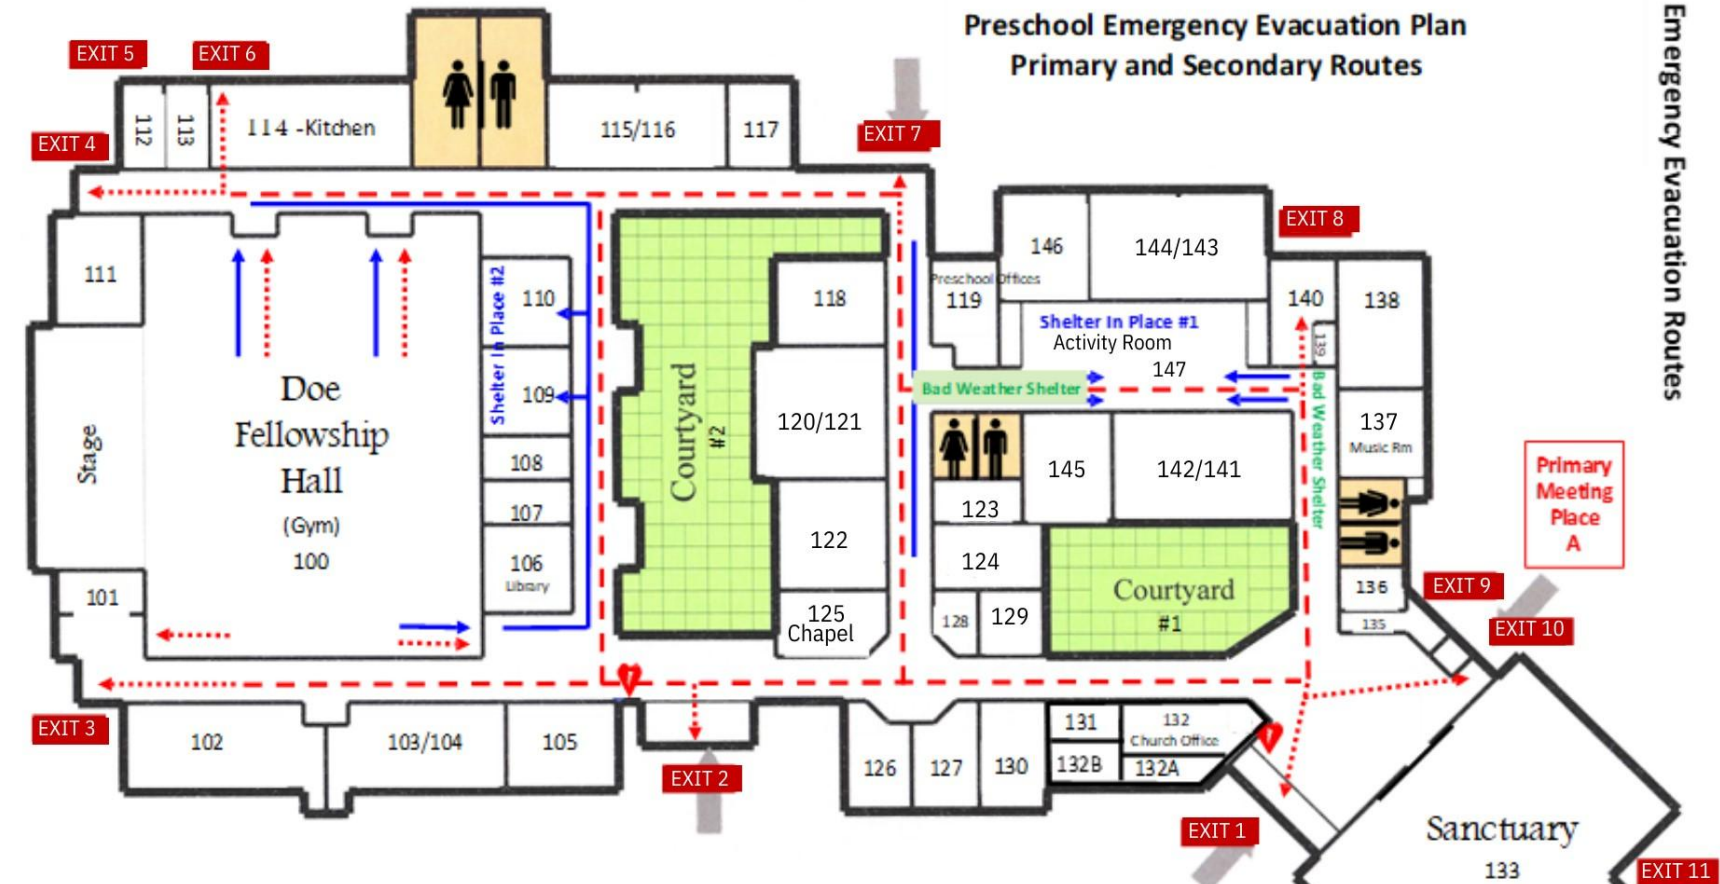 Preschool Emergency Evacuation Plan
Primary and Secondary Routes
Emergency Evacuation Routes
EXIT 5
EXIT 6
EXIT 4
112
113
114 -Kitchen
115/116
117
EXIT 7
EXIT 8
111
Stage
Doe
Fellowship
Hall
(Gym)
100
101
Shelter In Place #2
110
109
108
107
106
Library
Courtyard
#2
118
120/121
122
125
Chapel
Preschool Offices
119
146
144/143
Shelter In Place #1
Activity Room
147
Bad Weather Shelter
140
139
138
Bad Weather Shelter
137
Music Rm
136
135
145
142/141
123
124
128
129
Courtyard
#1
Primary
Meeting
Place
A
EXIT 9
EXIT 10
EXIT 3
102
103/104
105
EXIT 2
126
127
130
131
132
Church Office
132B
132A
EXIT 1
Sanctuary
133
EXIT 11